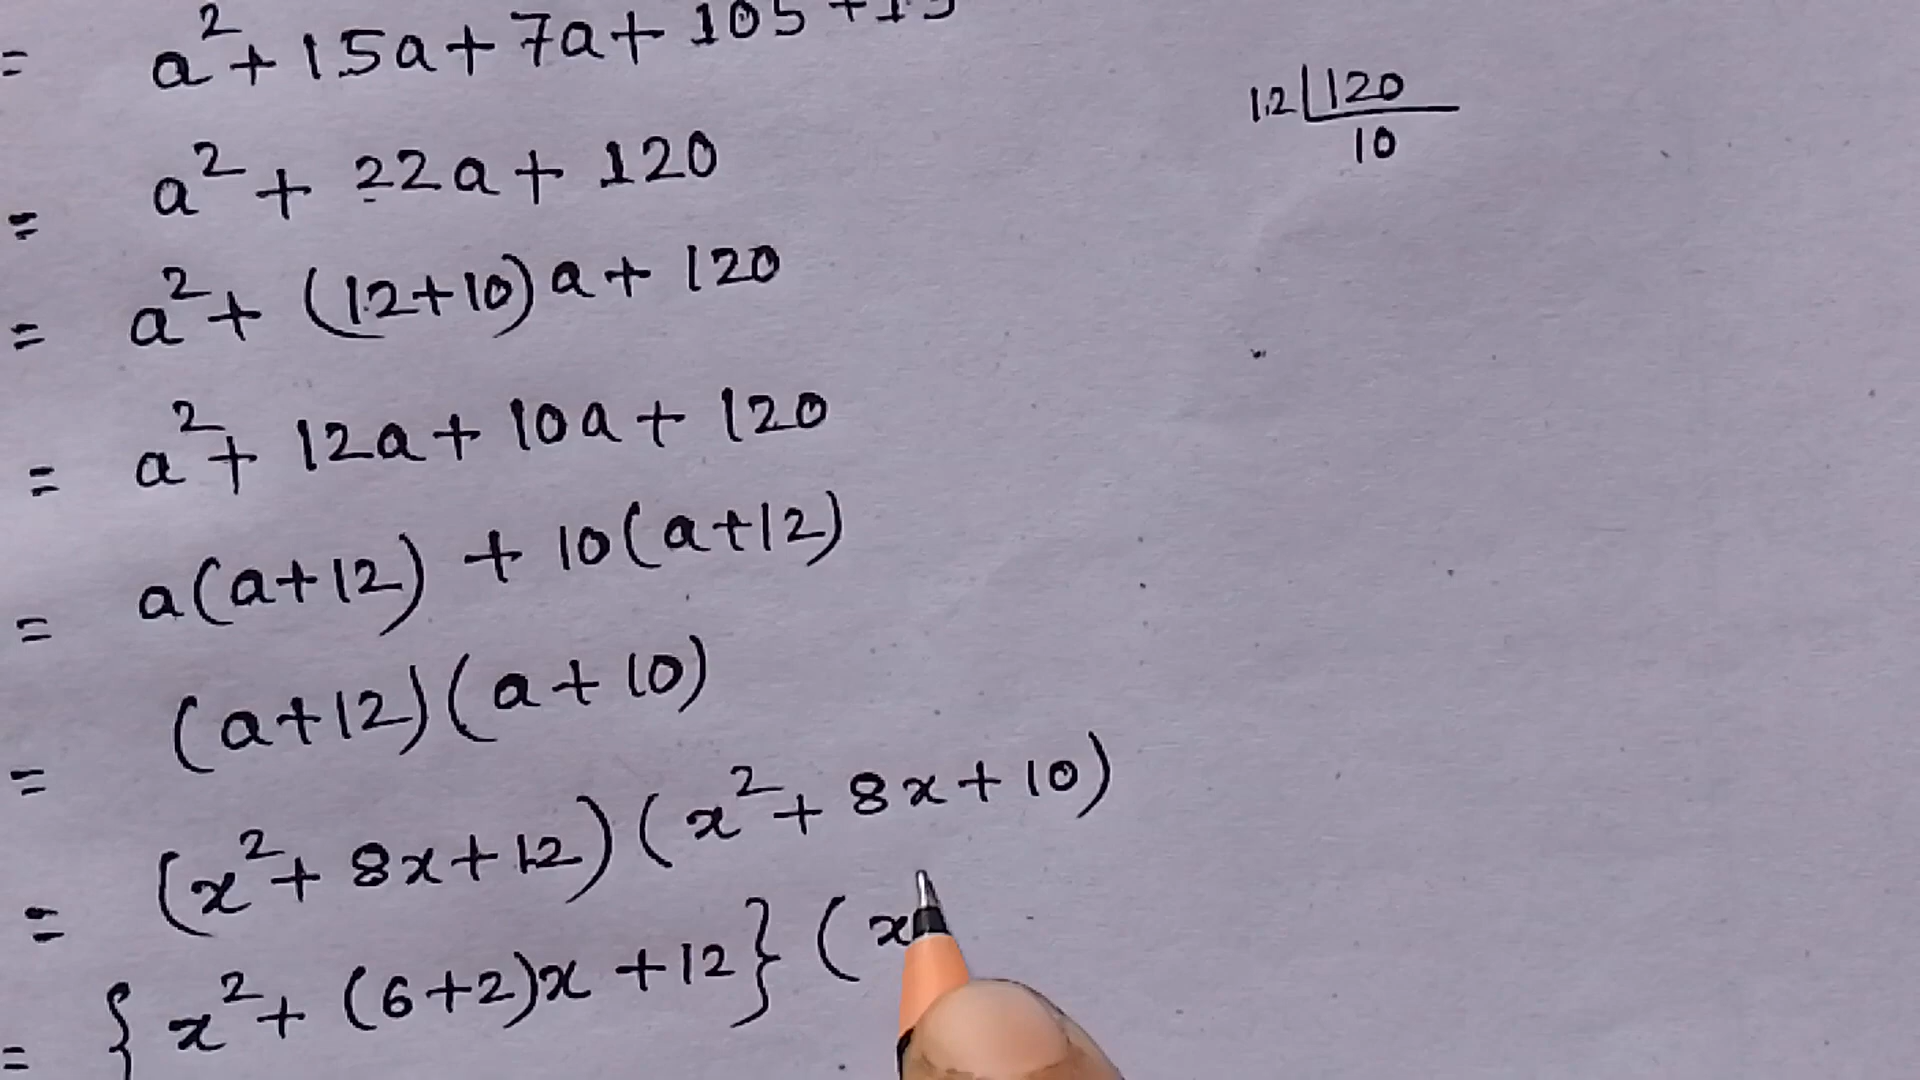 = a²+15a+7a+105+15
= a²+22a+120
= a²+(12+10)a+120
= a²+12a+10a+120
= a(a+12)+10(a+12)
= (a+12)(a+10)
= (x²+8x+12)(x²+8x+10)
= {x²+(6+2)x+12}(x
12|120
10